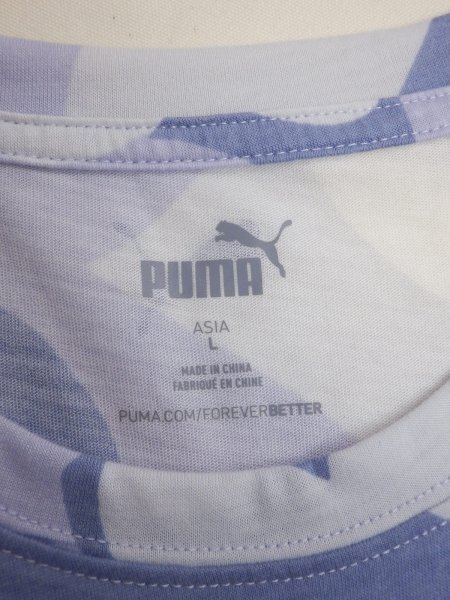 PUMA
ASIA
L
MADE IN CHINA
FABRIQUÉ EN CHINE
PUMA.COM/FOREVERBETTER